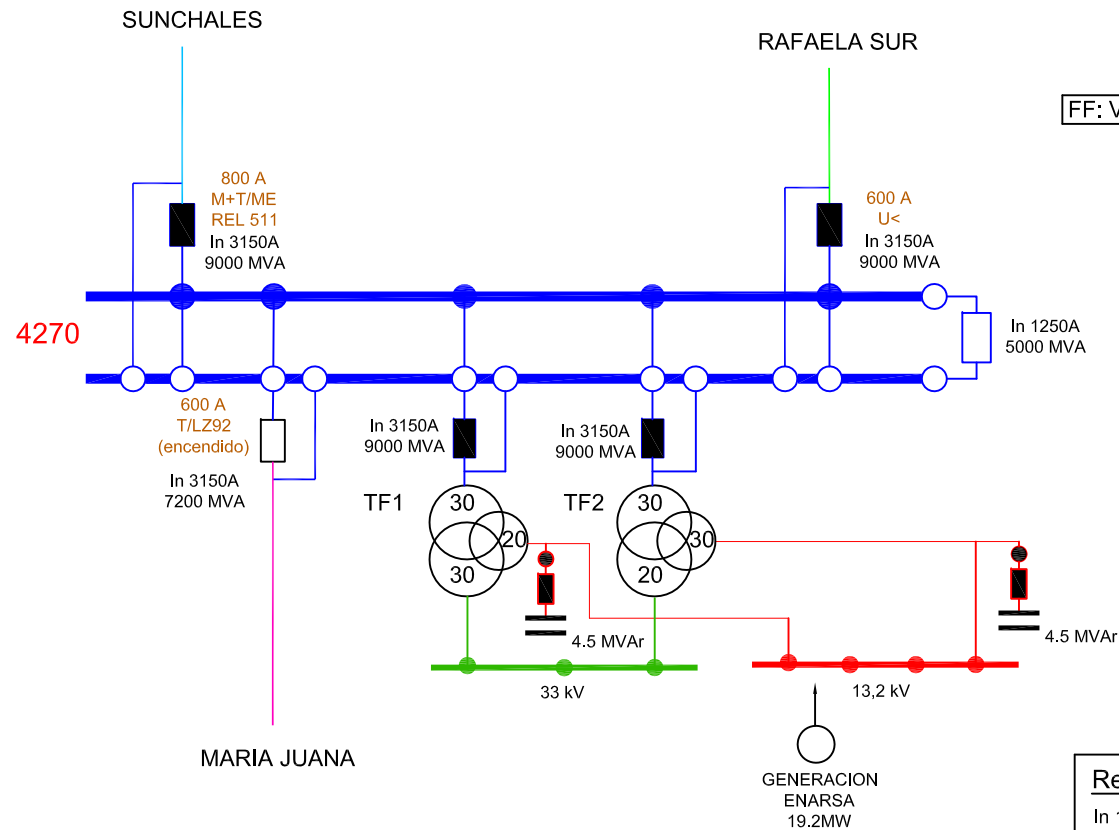 SUNCHALES
RAFAELA SUR
FF: V
800 A
M+T/ME
REL 511
In 3150A
9000 MVA
600 A
U<
In 3150A
9000 MVA
4270
In 1250A
5000 MVA
600 A
T/LZ92
(encendido)
In 3150A
7200 MVA
In 3150A
9000 MVA
In 3150A
9000 MVA
TF1
30
20
30
TF2
30
30
20
4.5 MVAr
4.5 MVAr
33 kV
13,2 kV
MARIA JUANA
GENERACION
ENARSA
19.2MW
Re
In 1